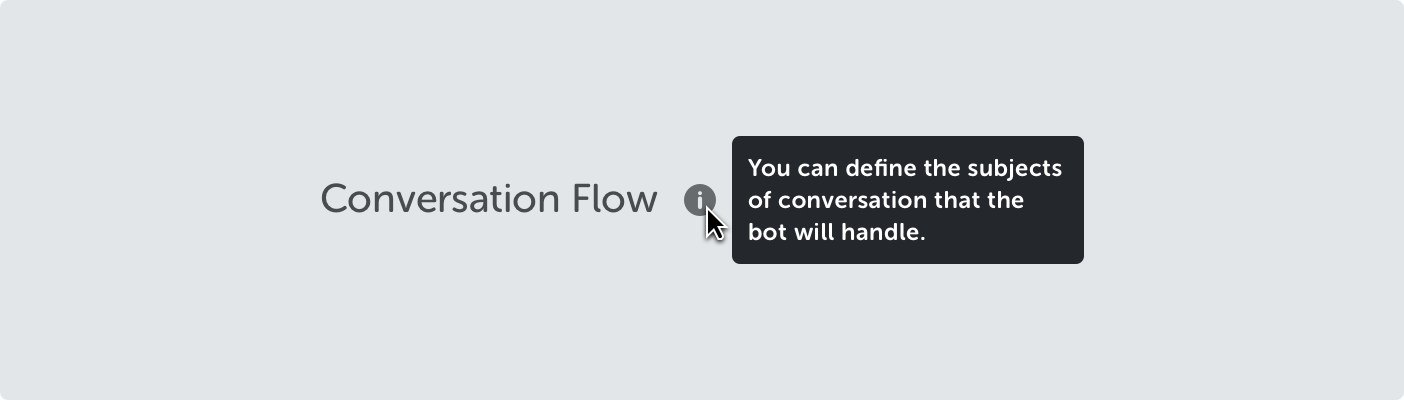 Conversation Flow
You can define the subjects
of conversation that the
bot will handle.